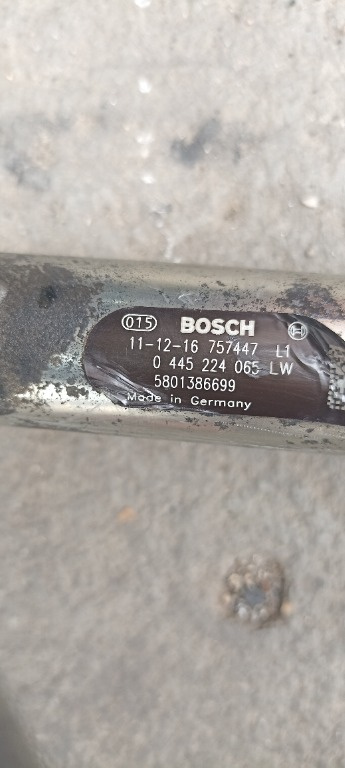 015 BOSCH
11-12-16 757447 L1
0 445 224 065 LW
5801386699
Made in Germany